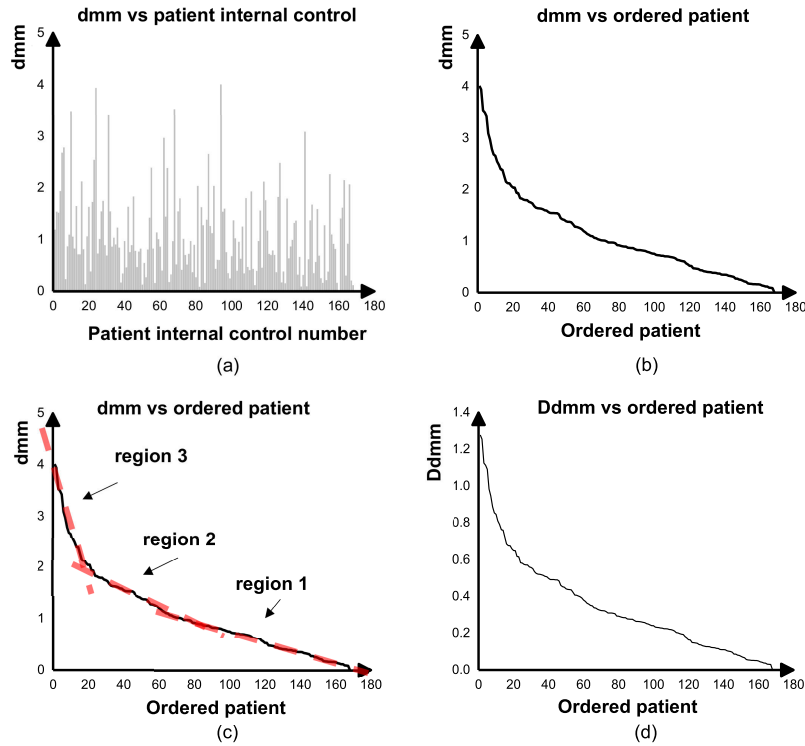 dmm vs patient internal control
dmm
5
4
3
2
1
0
0 20 40 60 80 100 120 140 160 180
Patient internal control number
(a)
dmm vs ordered patient
dmm
5
4
3
2
1
0
0 20 40 60 80 100 120 140 160 180
Ordered patient
(b)
dmm vs ordered patient
dmm
5
4
3
2
1
0
region 3
region 2
region 1
0 20 40 60 80 100 120 140 160 180
Ordered patient
(c)
Ddmm vs ordered patient
Ddmm
1.4
1.2
1.0
0.8
0.6
0.4
0.2
0.0
0 20 40 60 80 100 120 140 160 180
Ordered patient
(d)